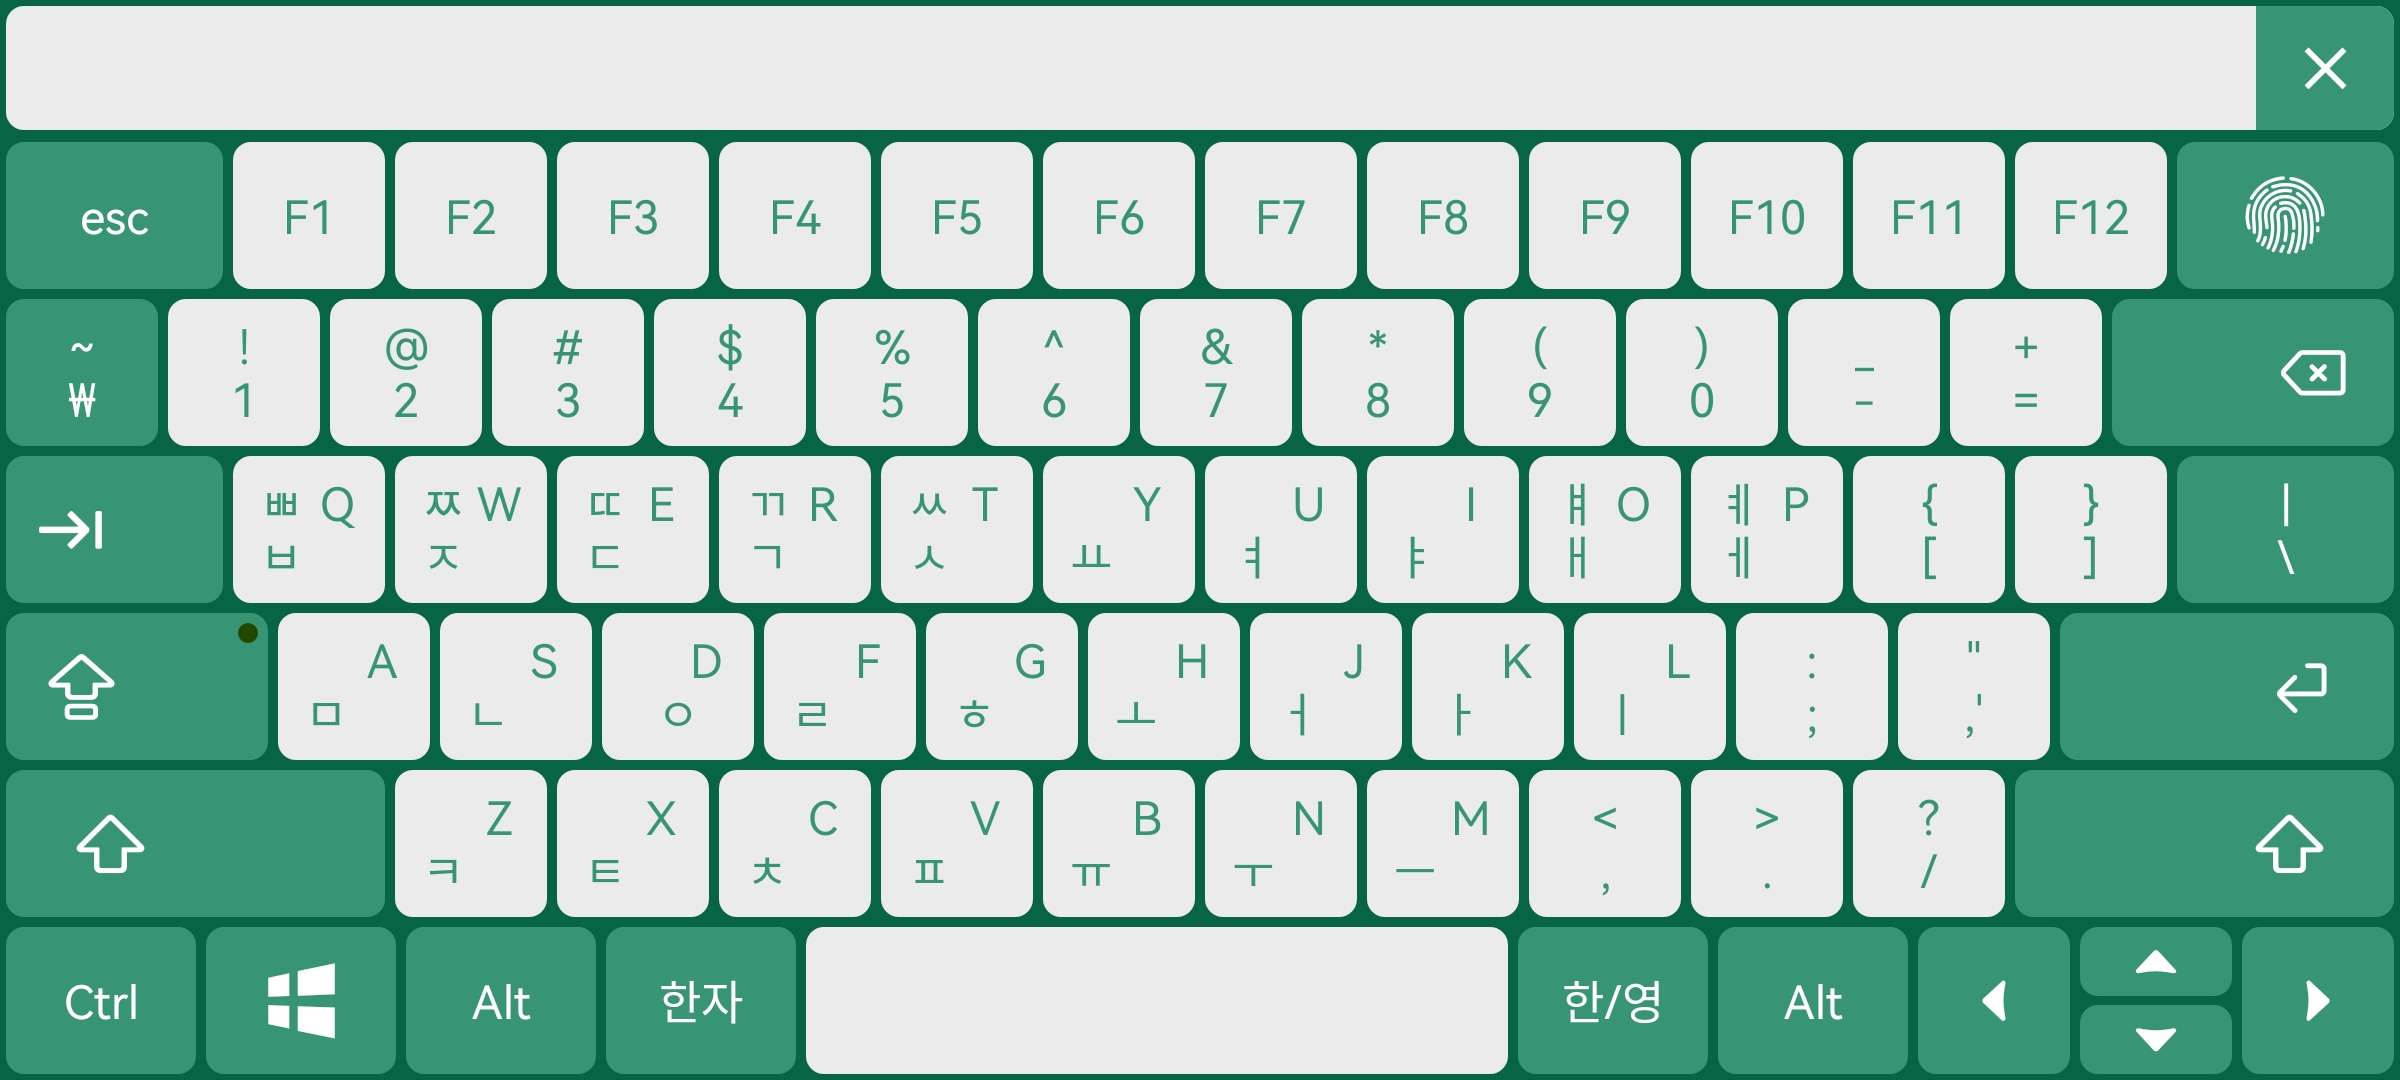 esc F1 F2 F3 F4 F5 F6 F7 F8 F9 F10 F11 F12
~ ! @ # $ % ^ & * ( ) _ +
₩ 1 2 3 4 5 6 7 8 9 0 - =
ㅃ Q ㅉ W ㄸ E ㄲ R ㅆ T Y U I ㅒ O ㅖ P { } |
ㅂ ㅈ ㄷ ㄱ ㅅ ㅛ ㅕ ㅑ ㅐ ㅔ [ ] \
A S D F G H J K L : "
ㅁ ㄴ ㅇ ㄹ ㅎ ㅗ ㅓ ㅏ ㅣ ; ,'
Z X C V B N M < > ?
ㅋ ㅌ ㅊ ㅍ ㅠ ㅜ ㅡ , . /
Ctrl Alt 한자 한/영 Alt